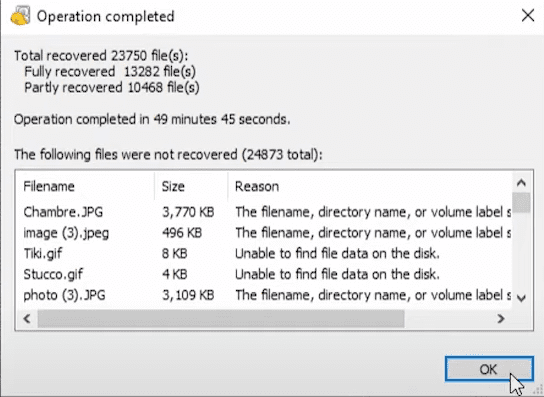 Operation completed
Total recovered 23750 file(s):
Fully recovered 13282 file(s)
Partly recovered 10468 file(s)
Operation completed in 49 minutes 45 seconds.
The following files were not recovered (24873 total):
Filename Size Reason
Chambre.JPG 3,770 KB The filename, directory name, or volume label s
image (3).jpeg 496 KB The filename, directory name, or volume label s
Tiki.gif 8 KB Unable to find file data on the disk.
Stucco.gif 4 KB Unable to find file data on the disk.
photo (3).JPG 3,109 KB The filename, directory name, or volume label s
OK